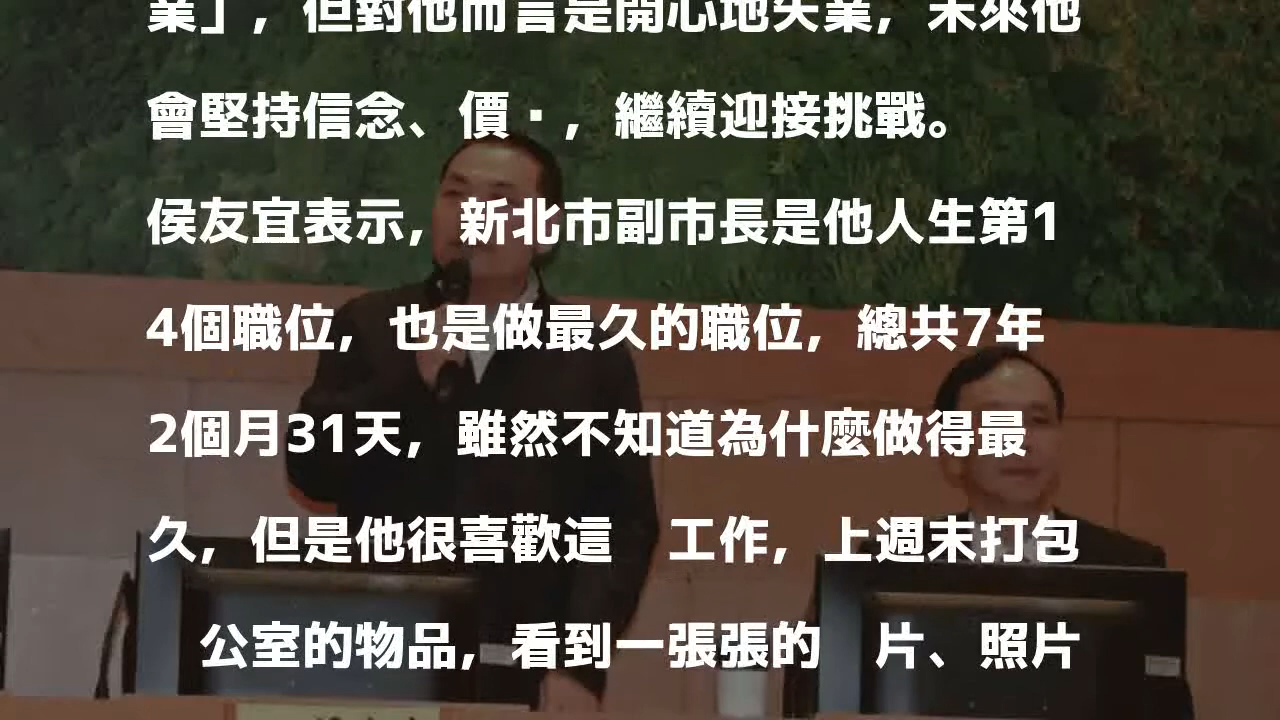 業」，但對他而言是開心地失業，未來他
會堅持信念、價▪，繼續迎接挑戰。
侯友宜表示，新北市副市長是他人生第1
4個職位，也是做最久的職位，總共7年
2個月31天，雖然不知道為什麼做得最
久，但是他很喜歡這　工作，上週末打包
　公室的物品，看到一張張的　片、照片